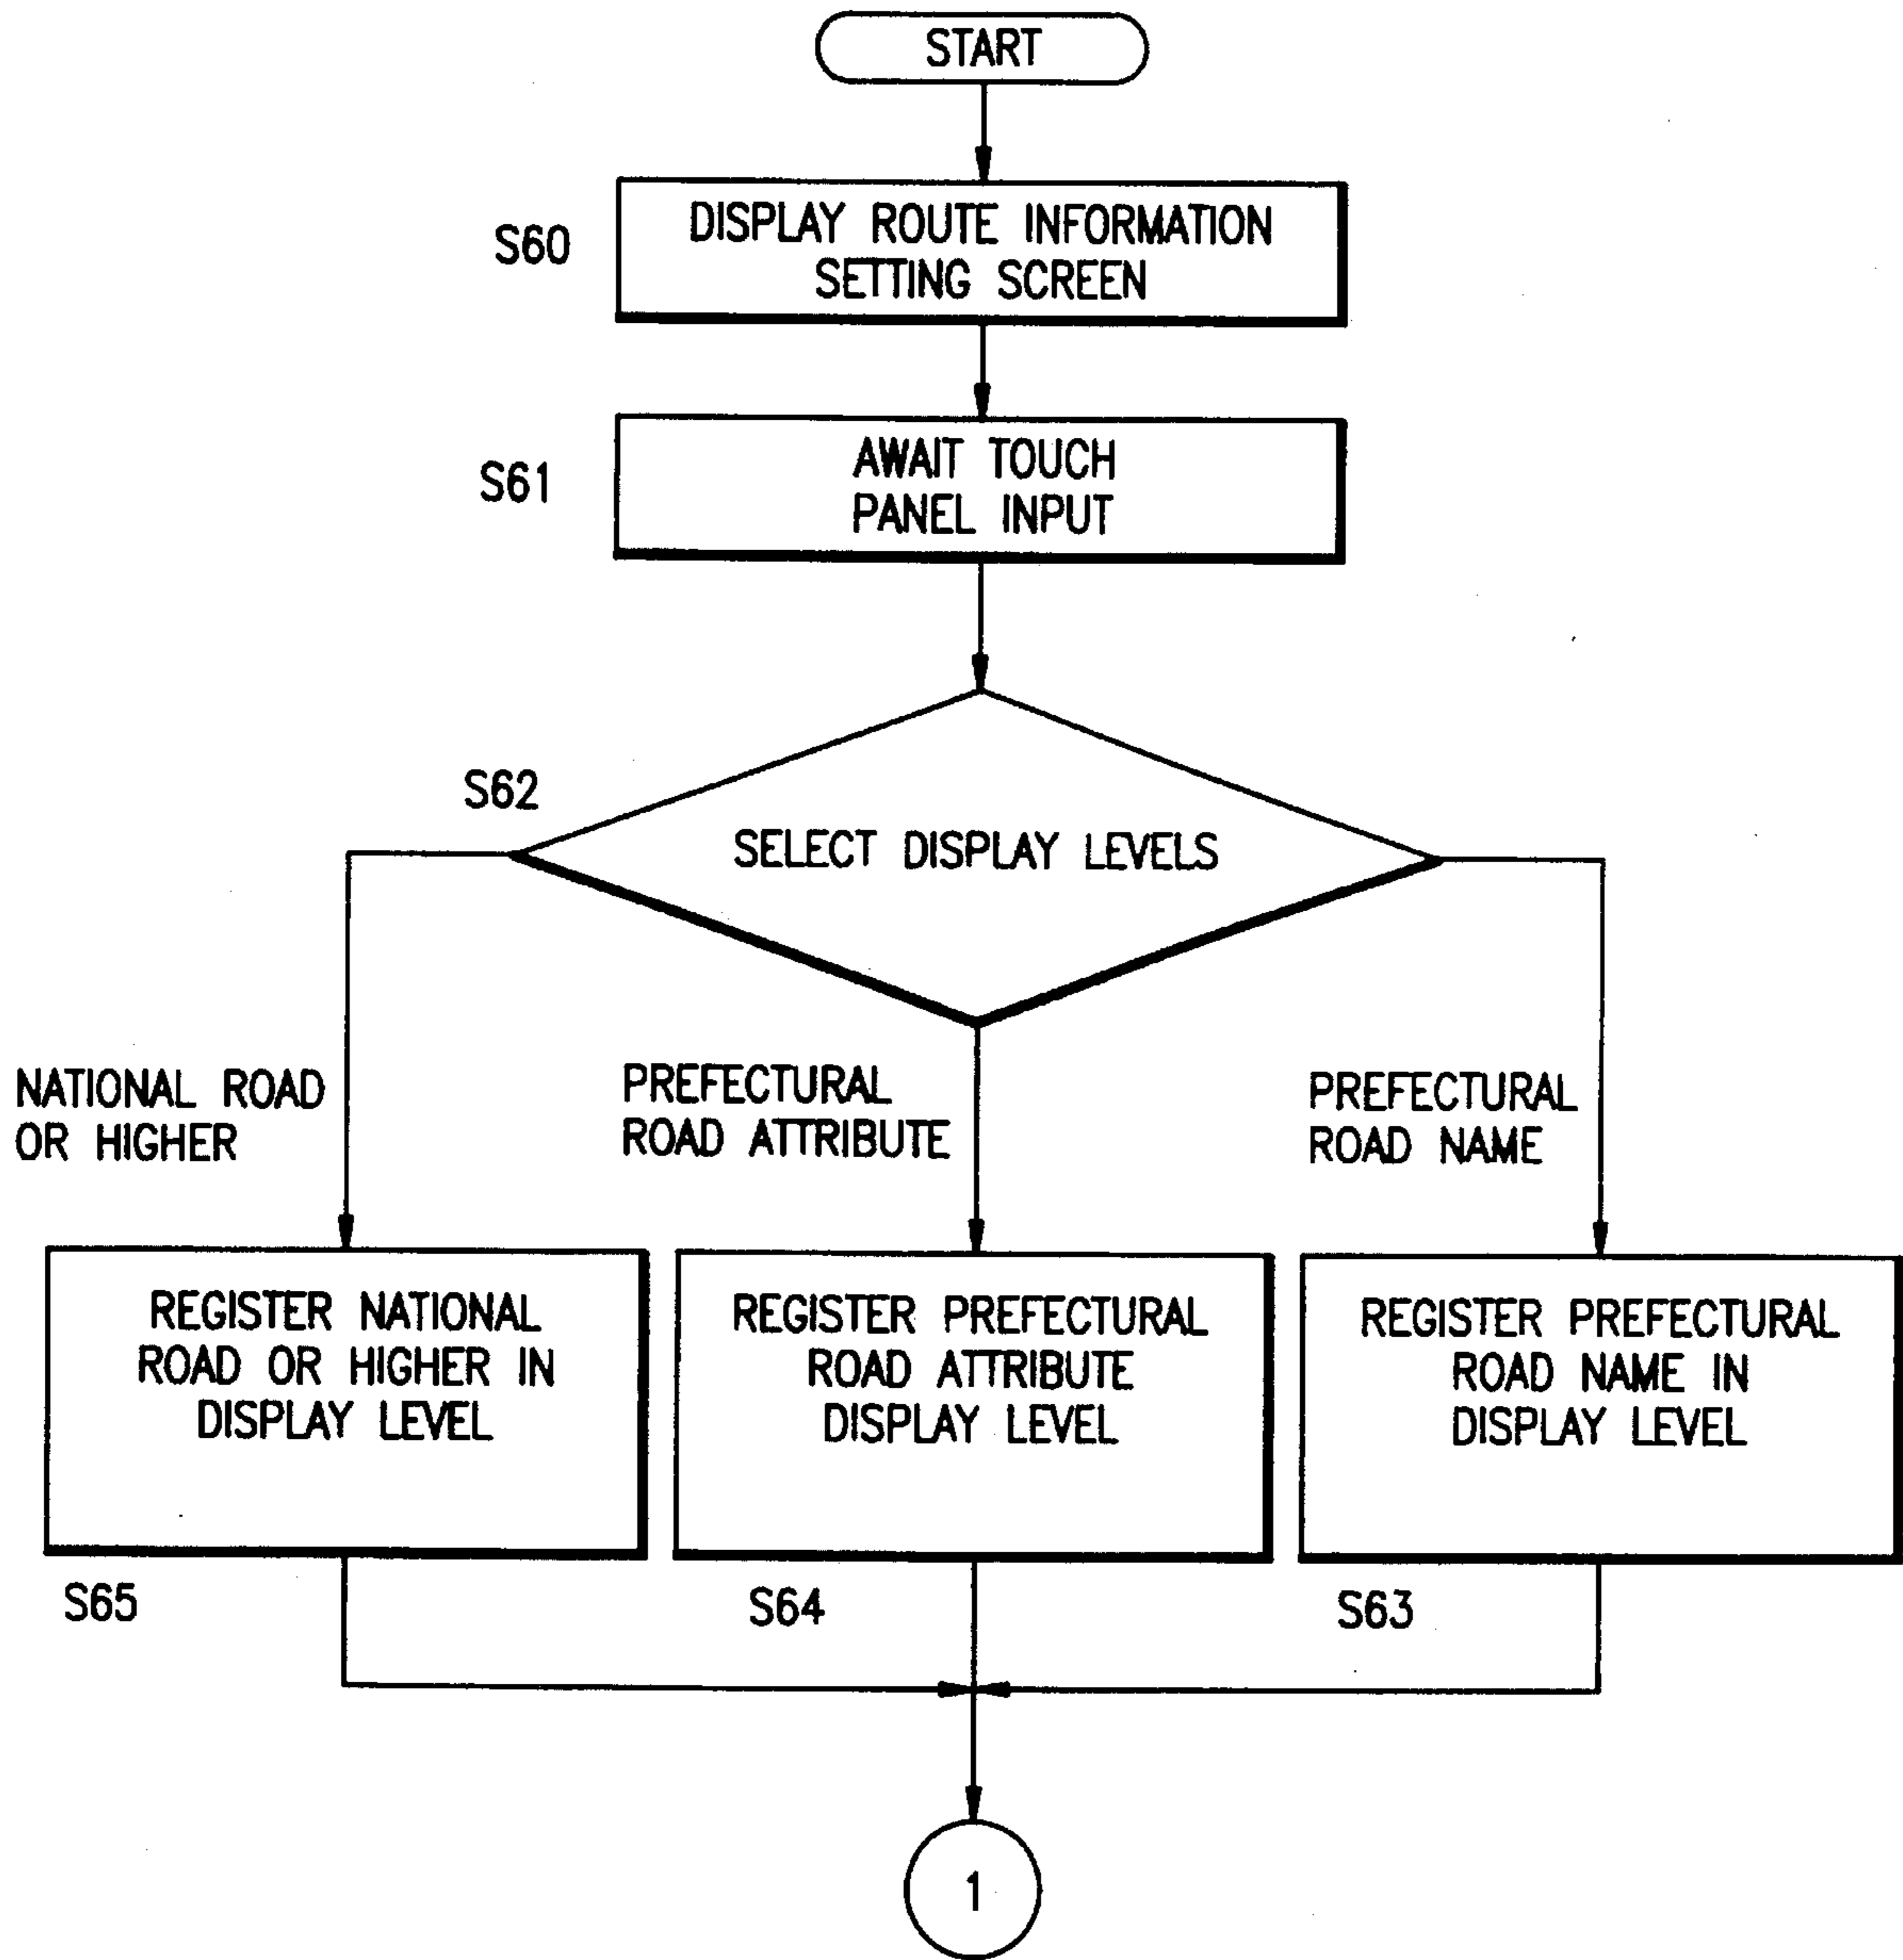 START
S60
DISPLAY ROUTE INFORMATION
SETTING SCREEN
S61
AWAIT TOUCH
PANEL INPUT
S62
SELECT DISPLAY LEVELS
NATIONAL ROAD
OR HIGHER
PREFECTURAL
ROAD ATTRIBUTE
PREFECTURAL
ROAD NAME
REGISTER NATIONAL
ROAD OR HIGHER IN
DISPLAY LEVEL
REGISTER PREFECTURAL
ROAD ATTRIBUTE
DISPLAY LEVEL
REGISTER PREFECTURAL
ROAD NAME IN
DISPLAY LEVEL
S65
S64
S63
1